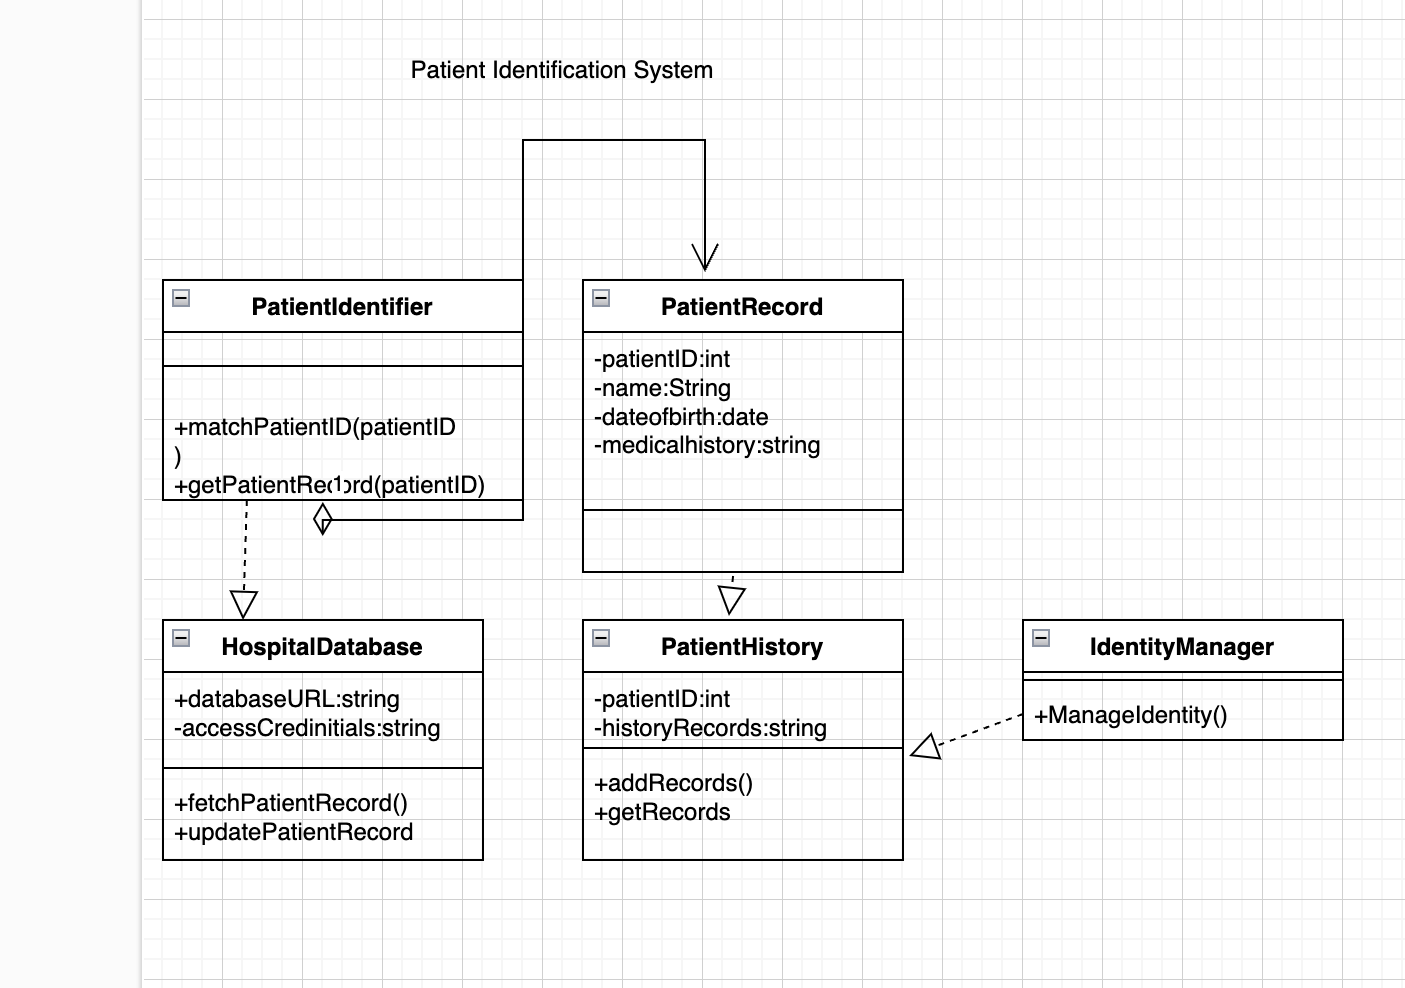 Patient Identification System
PatientIdentifier
+matchPatientID(patientID
)
+getPatientRecord(patientID)
1
PatientRecord
-patientID:int
-name:String
-dateofbirth:date
-medicalhistory:string
HospitalDatabase
+databaseURL:string
-accessCredinitials:string
+fetchPatientRecord()
+updatePatientRecord
PatientHistory
-patientID:int
-historyRecords:string
+addRecords()
+getRecords
IdentityManager
+ManageIdentity()